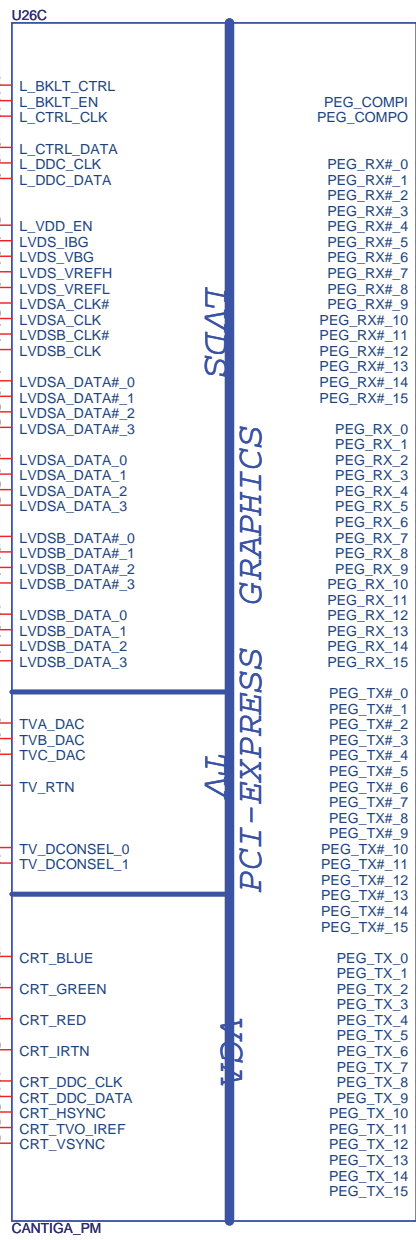 U26C
L_BKLT_CTRL
L_BKLT_EN
L_CTRL_CLK
L_CTRL_DATA
L_DDC_CLK
L_DDC_DATA
L_VDD_EN
LVDS_IBG
LVDS_VBG
LVDS_VREFH
LVDS_VREFL
LVDSA_CLK#
LVDSA_CLK
LVDSB_CLK#
LVDSB_CLK
LVDSA_DATA#_0
LVDSA_DATA#_1
LVDSA_DATA#_2
LVDSA_DATA#_3
LVDSA_DATA_0
LVDSA_DATA_1
LVDSA_DATA_2
LVDSA_DATA_3
LVDSB_DATA#_0
LVDSB_DATA#_1
LVDSB_DATA#_2
LVDSB_DATA#_3
LVDSB_DATA_0
LVDSB_DATA_1
LVDSB_DATA_2
LVDSB_DATA_3
TVA_DAC
TVB_DAC
TVC_DAC
TV_RTN
TV_DCONSEL_0
TV_DCONSEL_1
CRT_BLUE
CRT_GREEN
CRT_RED
CRT_IRTN
CRT_DDC_CLK
CRT_DDC_DATA
CRT_HSYNC
CRT_TVO_IREF
CRT_VSYNC
LVDS
TV
VGA
PCI-EXPRESS GRAPHICS
PEG_COMPI
PEG_COMPO
PEG_RX#_0
PEG_RX#_1
PEG_RX#_2
PEG_RX#_3
PEG_RX#_4
PEG_RX#_5
PEG_RX#_6
PEG_RX#_7
PEG_RX#_8
PEG_RX#_9
PEG_RX#_10
PEG_RX#_11
PEG_RX#_12
PEG_RX#_13
PEG_RX#_14
PEG_RX#_15
PEG_RX_0
PEG_RX_1
PEG_RX_2
PEG_RX_3
PEG_RX_4
PEG_RX_5
PEG_RX_6
PEG_RX_7
PEG_RX_8
PEG_RX_9
PEG_RX_10
PEG_RX_11
PEG_RX_12
PEG_RX_13
PEG_RX_14
PEG_RX_15
PEG_TX#_0
PEG_TX#_1
PEG_TX#_2
PEG_TX#_3
PEG_TX#_4
PEG_TX#_5
PEG_TX#_6
PEG_TX#_7
PEG_TX#_8
PEG_TX#_9
PEG_TX#_10
PEG_TX#_11
PEG_TX#_12
PEG_TX#_13
PEG_TX#_14
PEG_TX#_15
PEG_TX_0
PEG_TX_1
PEG_TX_2
PEG_TX_3
PEG_TX_4
PEG_TX_5
PEG_TX_6
PEG_TX_7
PEG_TX_8
PEG_TX_9
PEG_TX_10
PEG_TX_11
PEG_TX_12
PEG_TX_13
PEG_TX_14
PEG_TX_15
CANTIGA_PM